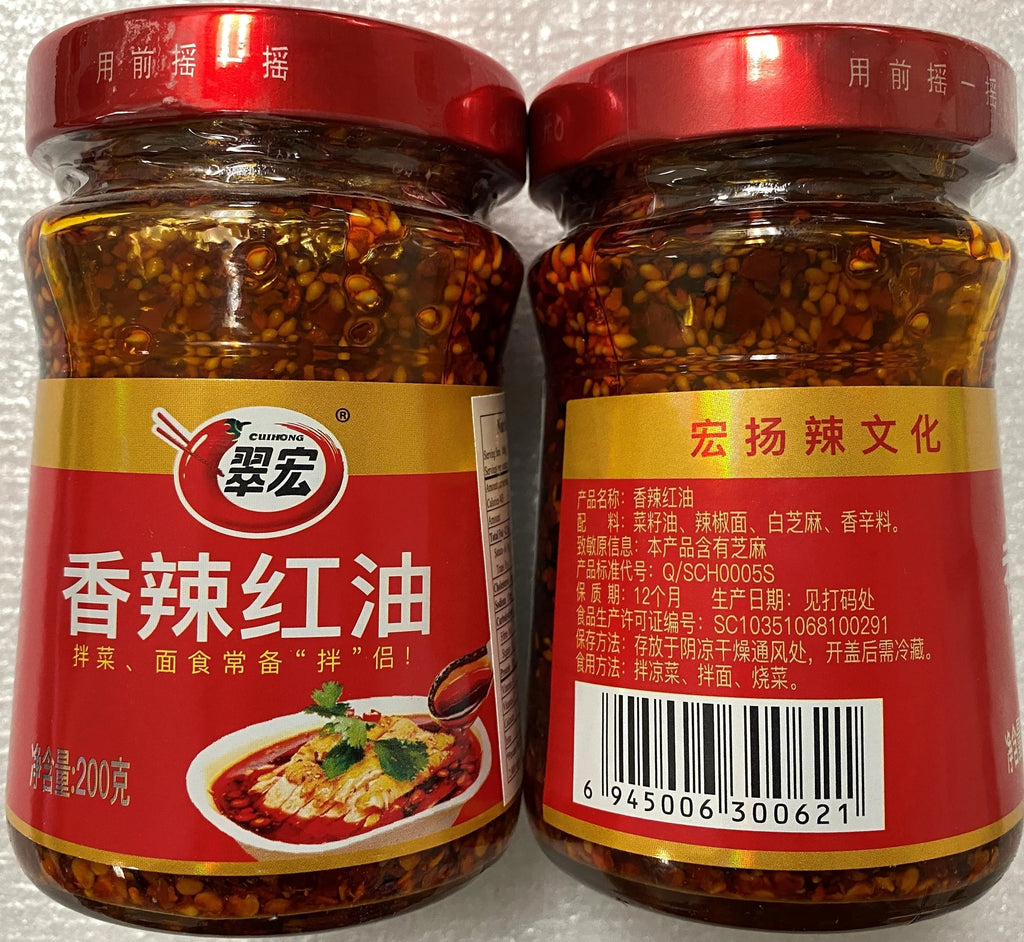 用前摇一摇
CUIHONG
翠宏
®
香辣红油
拌菜、面食常备“拌”侣！
净含量:200克
用前摇一摇
宏扬辣文化
产品名称：香辣红油
配 料：菜籽油、辣椒面、白芝麻、香辛料。
致敏原信息：本产品含有芝麻
产品标准代号：Q/SCH0005S
保 质 期：12个月 生产日期：见打码处
食品生产许可证编号：SC10351068100291
保存方法：存放于阴凉干燥通风处，开盖后需冷藏。
食用方法：拌凉菜、拌面、烧菜。
6 945006 300621